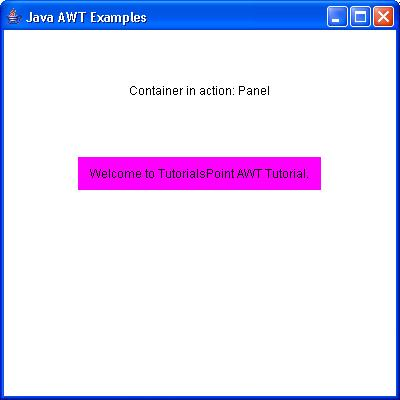 Java AWT Examples
Container in action: Panel
Welcome to TutorialsPoint AWT Tutorial.